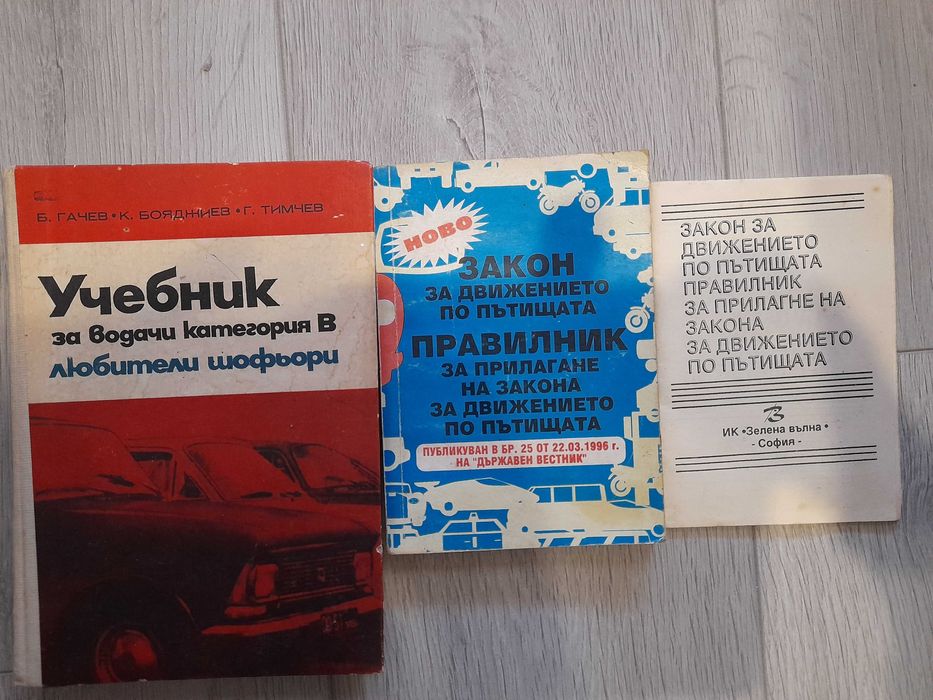 Б. ГАЧЕВ • К. БОЯДЖИЕВ • Г. ТИМЧЕВ
Учебник
за водачи категория В
любители шофьори
НОВО
ЗАКОН
ЗА ДВИЖЕНИЕТО
ПО ПЪТИЩАТА
ПРАВИЛНИК
ЗА ПРИЛАГАНЕ
НА ЗАКОНА
ЗА ДВИЖЕНИЕТО
ПО ПЪТИЩАТА
ПУБЛИКУВАН В БР. 25 ОТ 22.03.1996 г.
НА "ДЪРЖАВЕН ВЕСТНИК"
ЗАКОН ЗА
ДВИЖЕНИЕТО
ПО ПЪТИЩАТА
ПРАВИЛНИК
ЗА ПРИЛАГНЕ НА
ЗАКОНА
ЗА ДВИЖЕНИЕТО
ПО ПЪТИЩАТА
ИК •Зелена вълна•
- София -